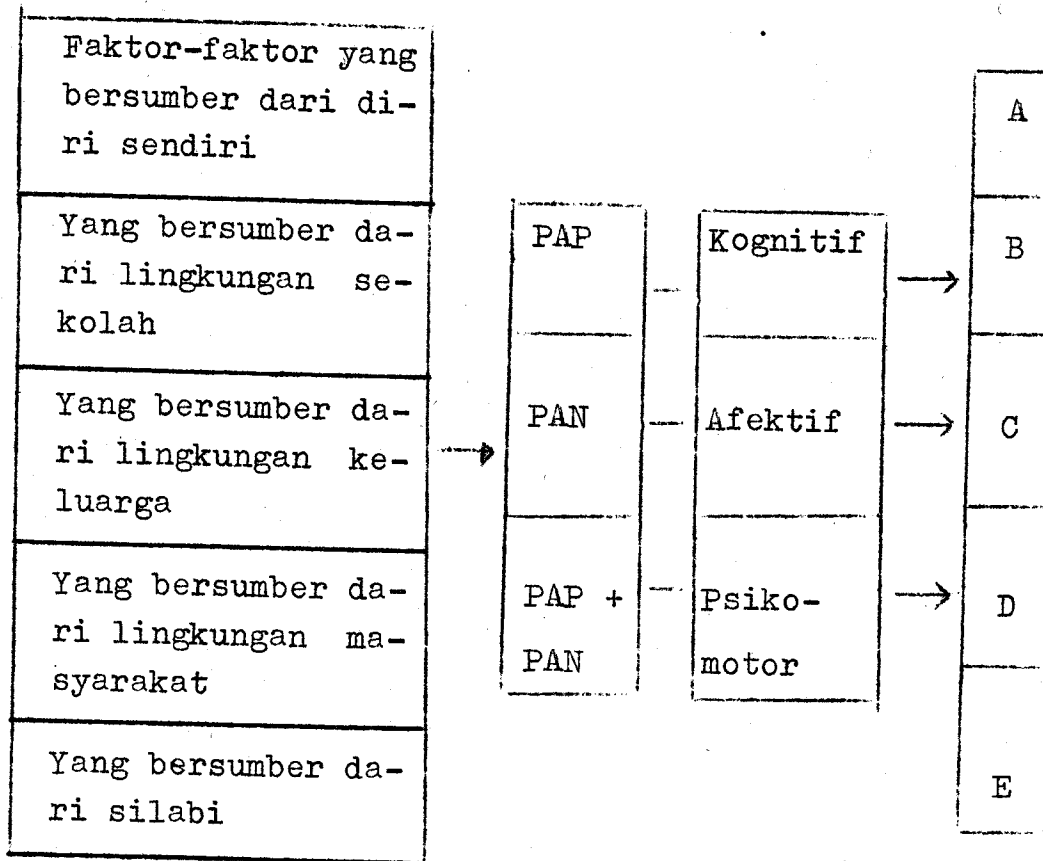 Faktor-faktor yang
bersumber dari di-
ri sendiri
Yang bersumber da-
ri lingkungan se-
kolah
Yang bersumber da-
ri lingkungan ke-
luarga
Yang bersumber da-
ri lingkungan ma-
syarakat
Yang bersumber da-
ri silabi
PAP
PAN
PAP +
PAN
Kognitif
Afektif
Psiko-
motor
A
B
C
D
E